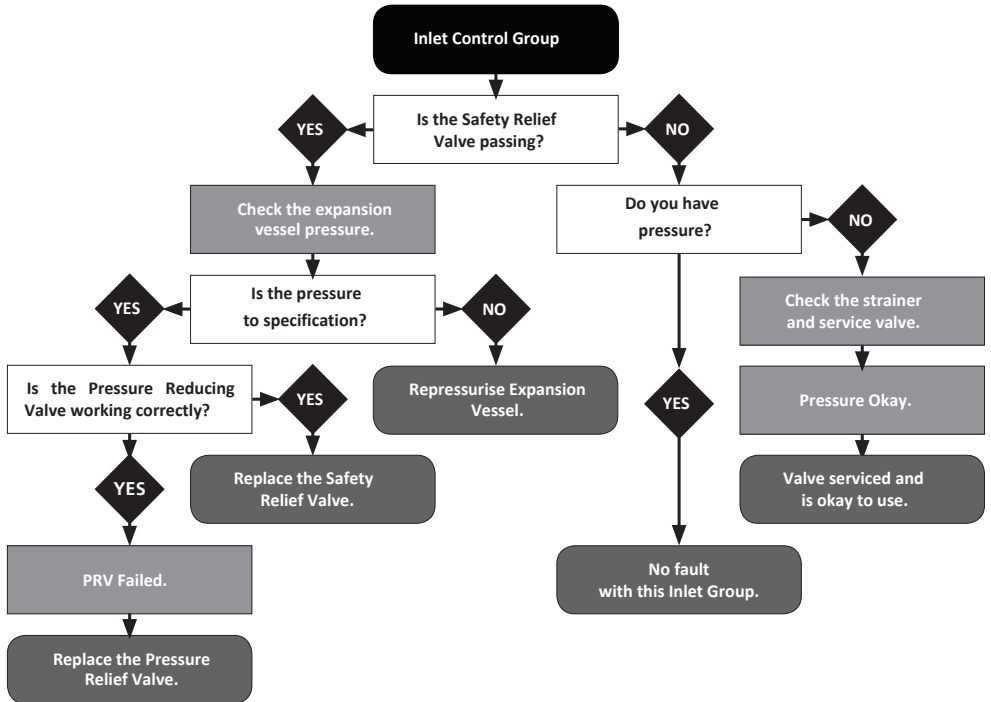 Inlet Control Group
Is the Safety Relief
Valve passing?
YES
NO
Check the expansion
vessel pressure.
Do you have
pressure?
NO
YES
Is the pressure
to specification?
NO
Check the strainer
and service valve.
Is the Pressure Reducing
Valve working correctly?
YES
Repressurise Expansion
Vessel.
YES
Pressure Okay.
YES
Replace the Safety
Relief Valve.
Valve serviced and
is okay to use.
PRV Failed.
No fault
with this Inlet Group.
Replace the Pressure
Relief Valve.